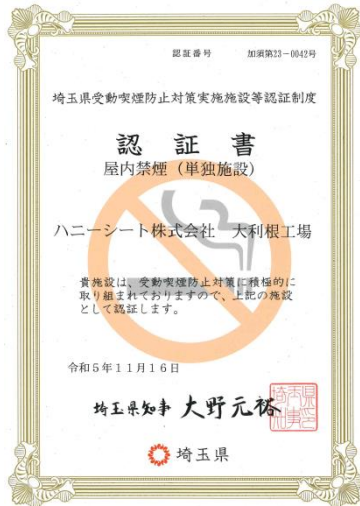 認証番号　加須第23－0042号
埼玉県受動喫煙防止対策実施施設等認証制度
認証書
屋内禁煙（単独施設）
ハニーシート株式会社　大利根工場
貴施設は、受動喫煙防止対策に積極的に
取り組まれておりますので、上記の施設
として認証します。
令和５年１１月１６日
埼玉県知事 大野元裕
埼玉県